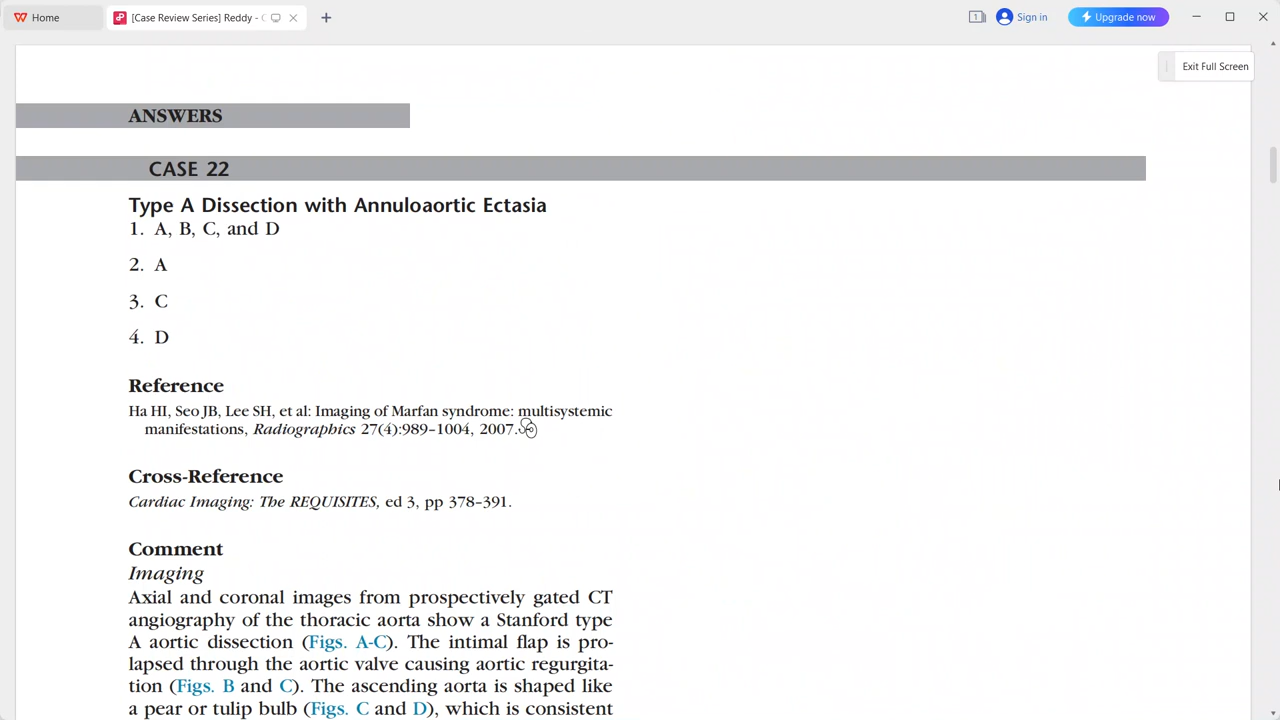 Home
[Case Review Series] Reddy - C
Sign in
Upgrade now
Exit Full Screen
ANSWERS
CASE 22
Type A Dissection with Annuloaortic Ectasia
1. A, B, C, and D
2. A
3. C
4. D
Reference
Ha HI, Seo JB, Lee SH, et al: Imaging of Marfan syndrome: multisystemic
manifestations, Radiographics 27(4):989–1004, 2007.
Cross-Reference
Cardiac Imaging: The REQUISITES, ed 3, pp 378–391.
Comment
Imaging
Axial and coronal images from prospectively gated CT
angiography of the thoracic aorta show a Stanford type
A aortic dissection (Figs. A-C). The intimal flap is pro-
lapsed through the aortic valve causing aortic regurgita-
tion (Figs. B and C). The ascending aorta is shaped like
a pear or tulip bulb (Figs. C and D), which is consistent